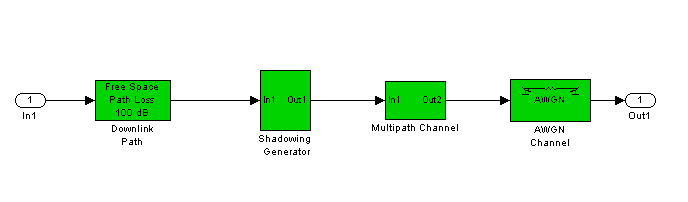 1
In1
Free Space
Path Loss
100 dB
Downlink
Path
In1 Out1
Shadowing
Generator
In1 Out2
Multipath Channel
AWGN
AWGN
Channel
1
Out1